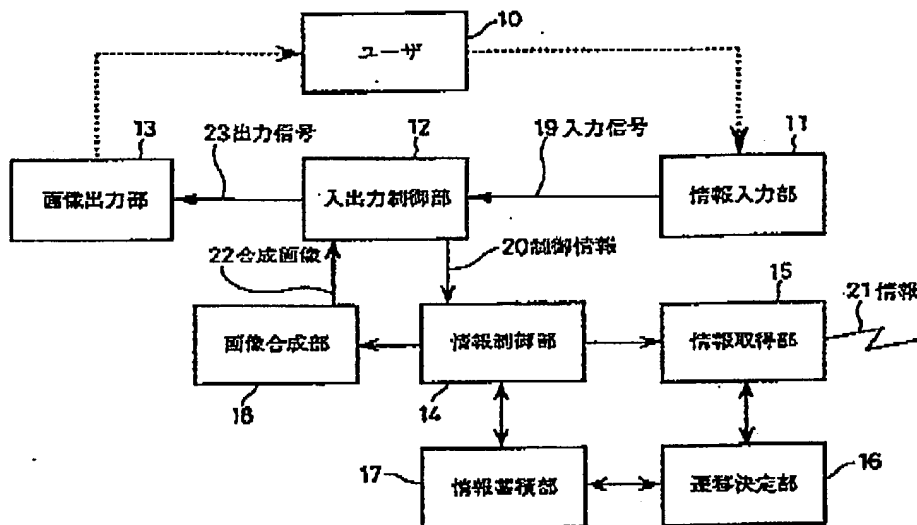 10
ユーザ
13
23出力信号
12
19入力信号
11
画像出力部
入出力制御部
情報入力部
22合成画像
20制御情報
15
21情報
画像合成部
情報制御部
情報取得部
18
14
17
情報蓄積部
遷移決定部
16